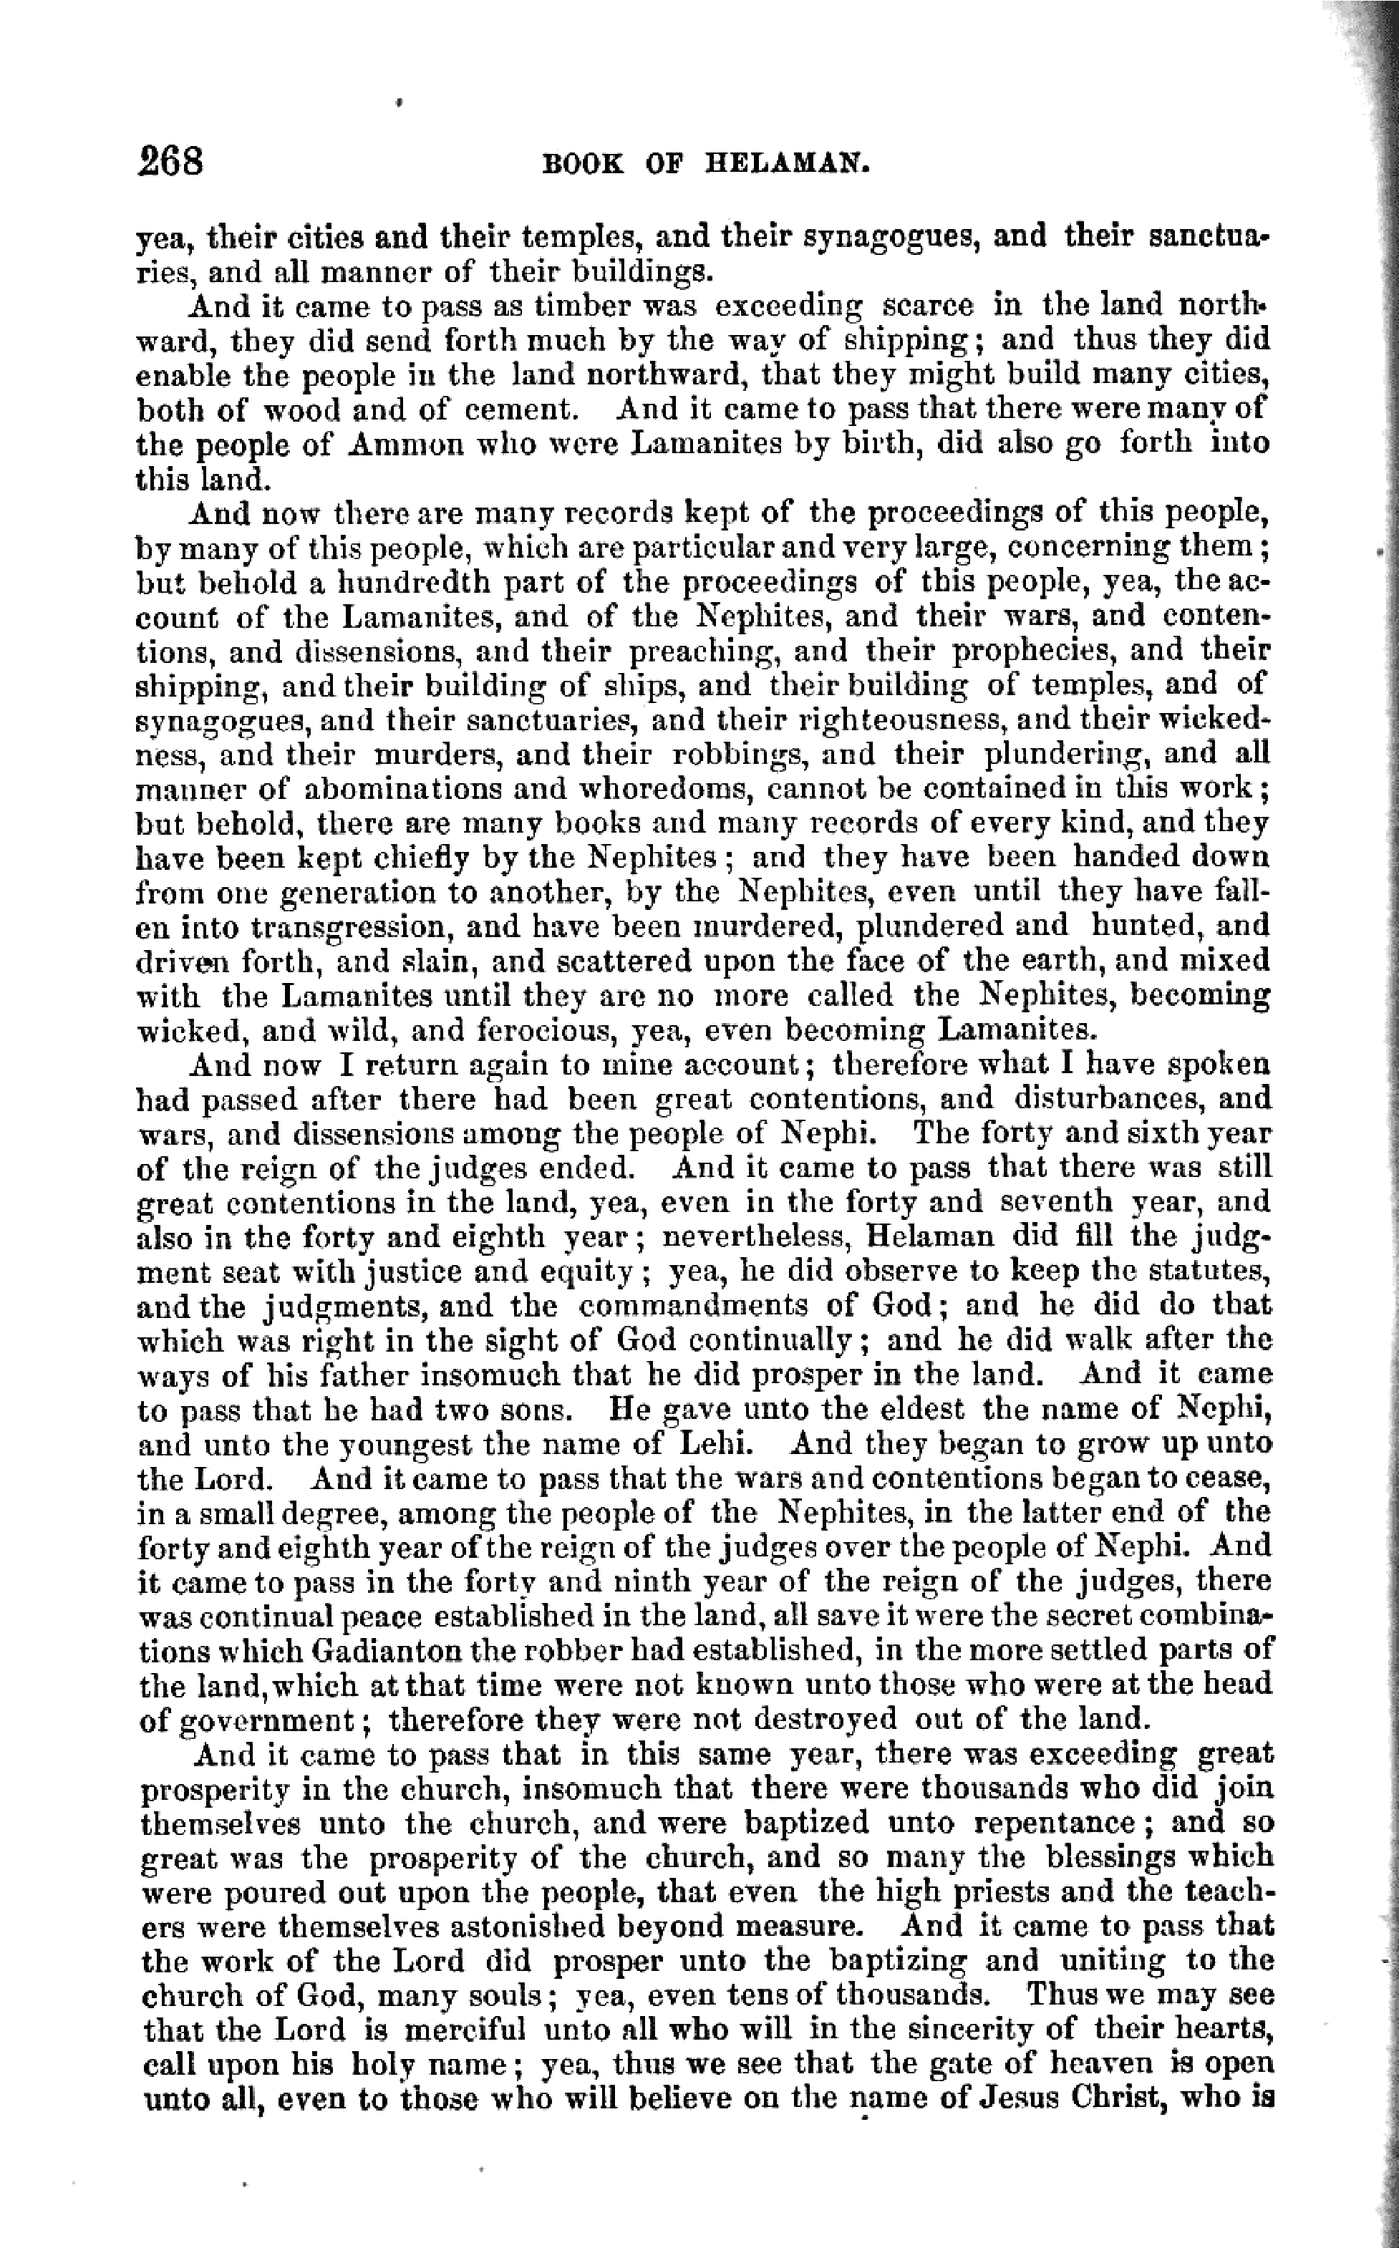 268 BOOK OF HELAMAN.
yea, their cities and their temples, and their synagogues, and their sanctua-
ries, and all manner of their buildings.
And it came to pass as timber was exceeding scarce in the land north-
ward, they did send forth much by the way of shipping; and thus they did
enable the people in the land northward, that they might build many cities,
both of wood and of cement. And it came to pass that there were many of
the people of Ammon who were Lamanites by birth, did also go forth into
this land.
And now there are many records kept of the proceedings of this people,
by many of this people, which are particular and very large, concerning them;
but behold a hundredth part of the proceedings of this people, yea, the ac-
count of the Lamanites, and of the Nephites, and their wars, and conten-
tions, and dissensions, and their preaching, and their prophecies, and their
shipping, and their building of ships, and their building of temples, and of
synagogues, and their sanctuaries, and their righteousness, and their wicked-
ness, and their murders, and their robbings, and their plundering, and all
manner of abominations and whoredoms, cannot be contained in this work;
but behold, there are many books and many records of every kind, and they
have been kept chiefly by the Nephites; and they have been handed down
from one generation to another, by the Nephites, even until they have fall-
en into transgression, and have been murdered, plundered and hunted, and
driven forth, and slain, and scattered upon the face of the earth, and mixed
with the Lamanites until they are no more called the Nephites, becoming
wicked, and wild, and ferocious, yea, even becoming Lamanites.
And now I return again to mine account; therefore what I have spoken
had passed after there had been great contentions, and disturbances, and
wars, and dissensions among the people of Nephi. The forty and sixth year
of the reign of the judges ended. And it came to pass that there was still
great contentions in the land, yea, even in the forty and seventh year, and
also in the forty and eighth year; nevertheless, Helaman did fill the judg-
ment seat with justice and equity; yea, he did observe to keep the statutes,
and the judgments, and the commandments of God; and he did do that
which was right in the sight of God continually; and he did walk after the
ways of his father insomuch that he did prosper in the land. And it came
to pass that he had two sons. He gave unto the eldest the name of Nephi,
and unto the youngest the name of Lehi. And they began to grow up unto
the Lord. And it came to pass that the wars and contentions began to cease,
in a small degree, among the people of the Nephites, in the latter end of the
forty and eighth year of the reign of the judges over the people of Nephi. And
it came to pass in the forty and ninth year of the reign of the judges, there
was continual peace established in the land, all save it were the secret combina-
tions which Gadianton the robber had established, in the more settled parts of
the land, which at that time were not known unto those who were at the head
of government; therefore they were not destroyed out of the land.
And it came to pass that in this same year, there was exceeding great
prosperity in the church, insomuch that there were thousands who did join
themselves unto the church, and were baptized unto repentance; and so
great was the prosperity of the church, and so many the blessings which
were poured out upon the people, that even the high priests and the teach-
ers were themselves astonished beyond measure. And it came to pass that
the work of the Lord did prosper unto the baptizing and uniting to the
church of God, many souls; yea, even tens of thousands. Thus we may see
that the Lord is merciful unto all who will in the sincerity of their hearts,
call upon his holy name; yea, thus we see that the gate of heaven is open
unto all, even to those who will believe on the name of Jesus Christ, who is